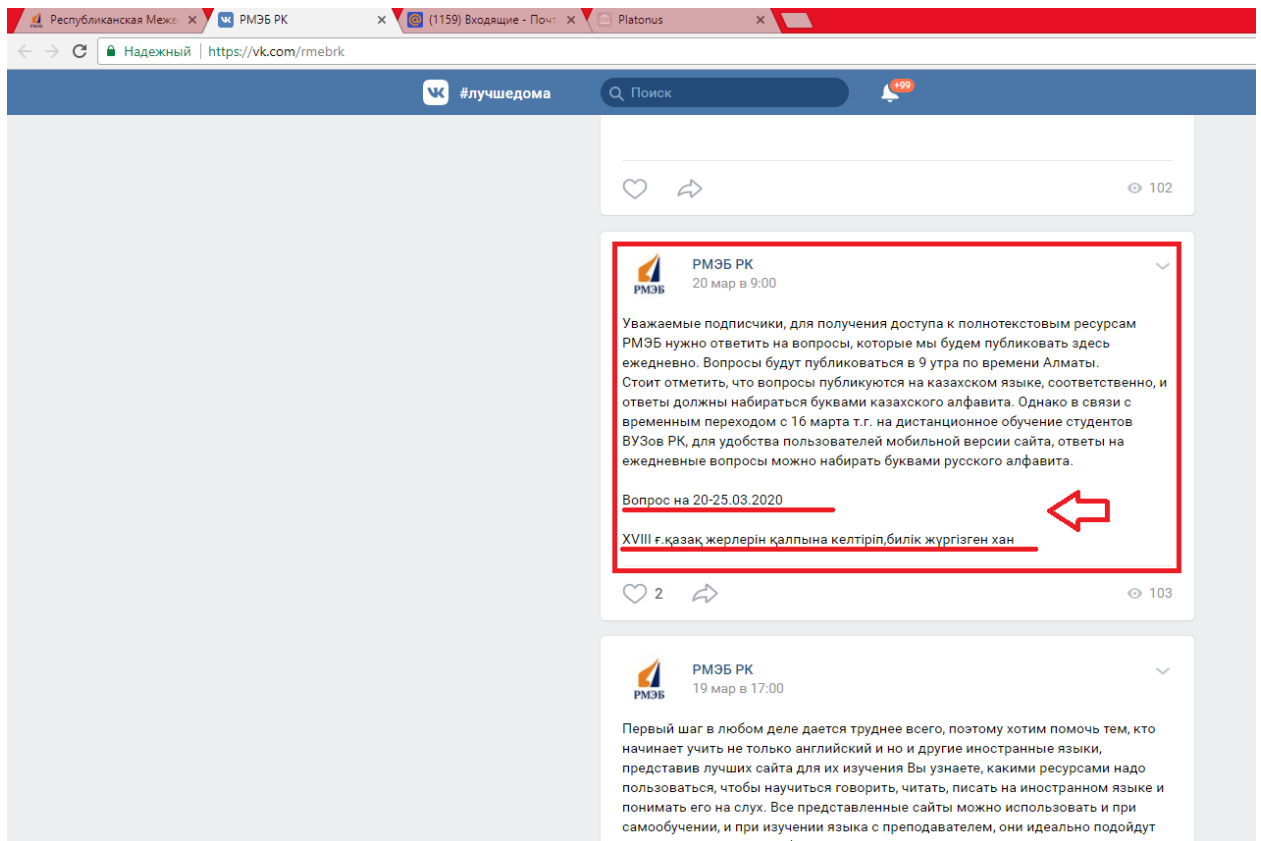 Республиканская Межв
РМЭБ РК
(1159) Входящие - Почт
Platonus
Надежный | https://vk.com/rmebrk
#лучшедома
Поиск
+99
102
РМЭБ
РМЭБ РК
20 мар в 9:00
Уважаемые подписчики, для получения доступа к полнотекстовым ресурсам
РМЭБ нужно ответить на вопросы, которые мы будем публиковать здесь
ежедневно. Вопросы будут публиковаться в 9 утра по времени Алматы.
Стоит отметить, что вопросы публикуются на казахском языке, соответственно, и
ответы должны набираться буквами казахского алфавита. Однако в связи с
временным переходом с 16 марта т.г. на дистанционное обучение студентов
ВУЗов РК, для удобства пользователей мобильной версии сайта, ответы на
ежедневные вопросы можно набирать буквами русского алфавита.
Вопрос на 20-25.03.2020
XVIII ғ.қазақ жерлерін қалпына келтіріп,билік жүргізген хан
2
103
РМЭБ
РМЭБ РК
19 мар в 17:00
Первый шаг в любом деле дается труднее всего, поэтому хотим помочь тем, кто
начинает учить не только английский и но и другие иностранные языки,
представив лучших сайта для их изучения Вы узнаете, какими ресурсами надо
пользоваться, чтобы научиться говорить, читать, писать на иностранном языке и
понимать его на слух. Все представленные сайты можно использовать и при
самообучении, и при изучении языка с преподавателем, они идеально подойдут